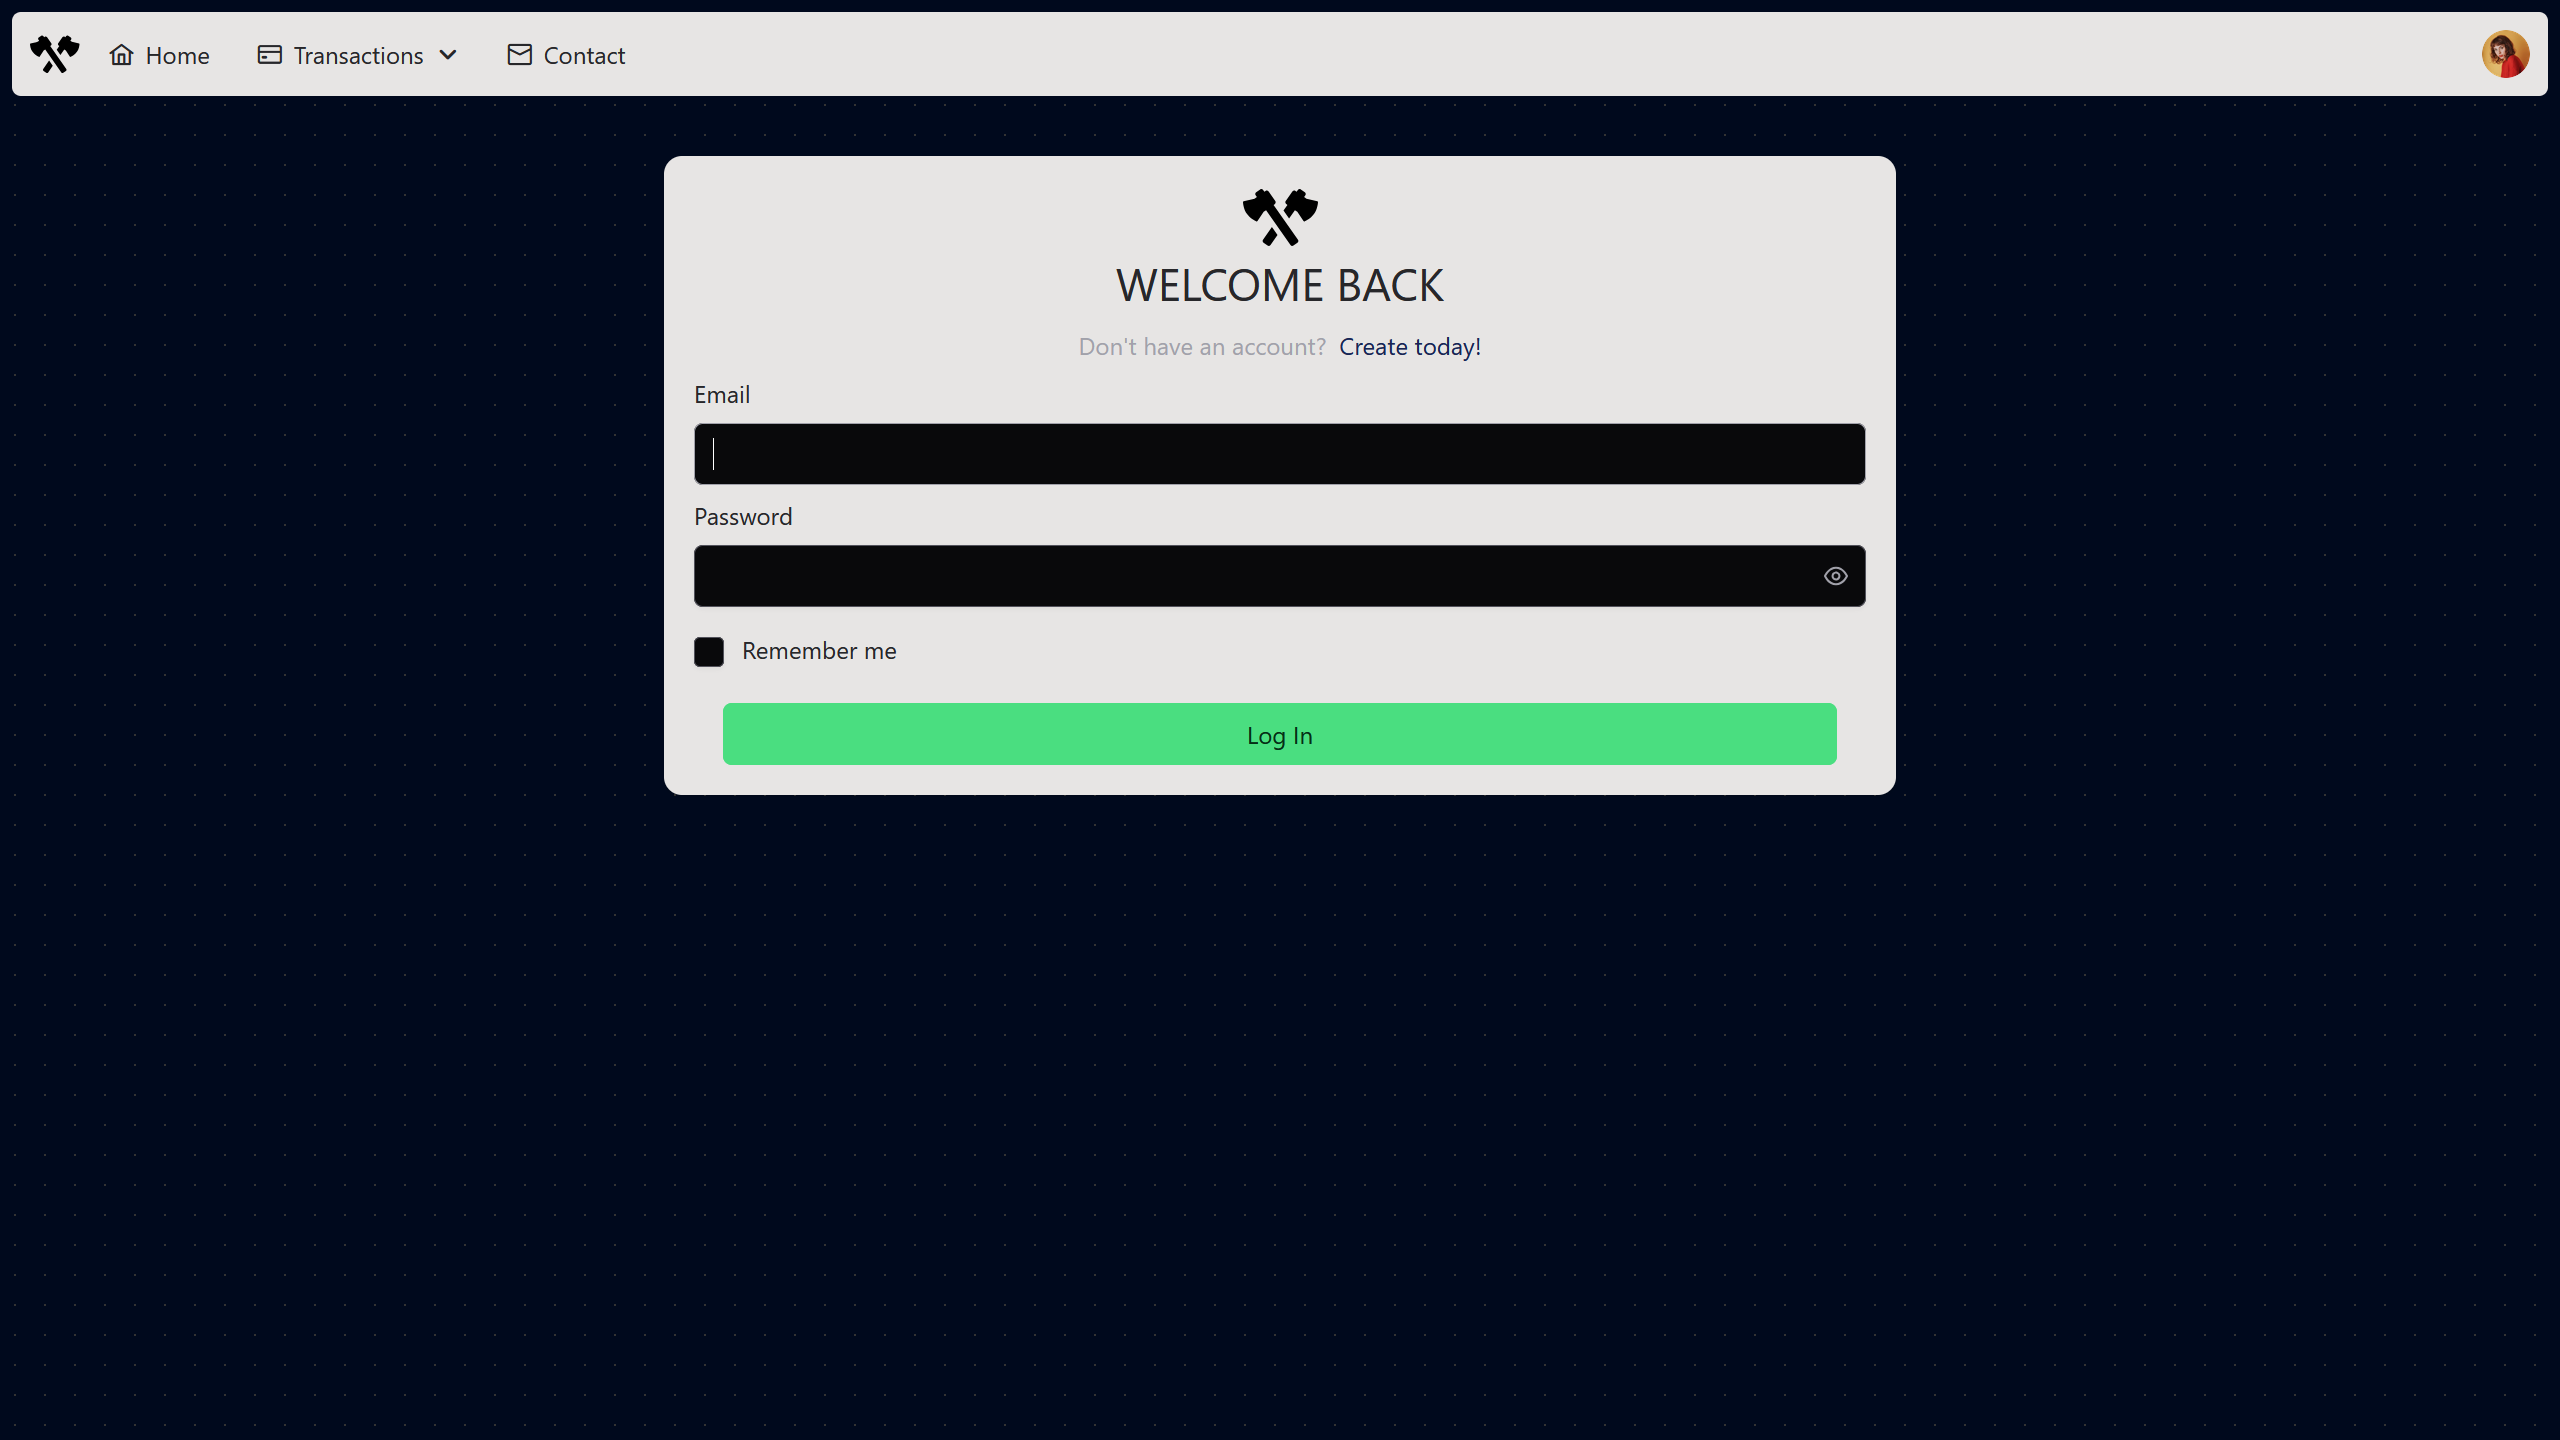 Home Transactions Contact
WELCOME BACK
Don't have an account? Create today!
Email
Password
Remember me
Log In